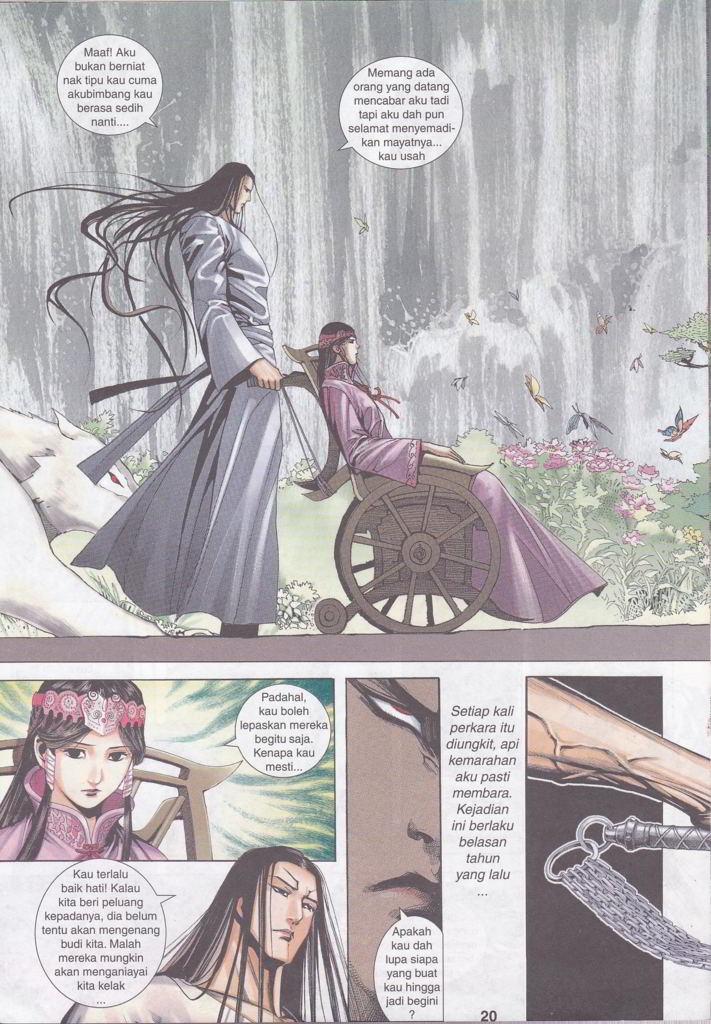 Maaf! Aku
bukan berniat
nak tipu kau cuma
akubimbang kau
berasa sedih
nanti....
Memang ada
orang yang datang
mencabar aku tadi
tapi aku dah pun
selamat menyemadi-
kan mayatnya...
kau usah
Padahal,
kau boleh
lepaskan mereka
begitu saja.
Kenapa kau
mesti...
Kau terlalu
baik hati! Kalau
kita beri peluang
kepadanya, dia belum
tentu akan mengenang
budi kita. Malah
mereka mungkin
akan menganiayai
kita kelak
...
Apakah
kau dah
lupa siapa
yang buat
kau hingga
jadi begini
?
Setiap kali
perkara itu
diungkit, api
kemarahan
aku pasti
membara.
Kejadian
ini berlaku
belasan
tahun
yang lalu
...
20